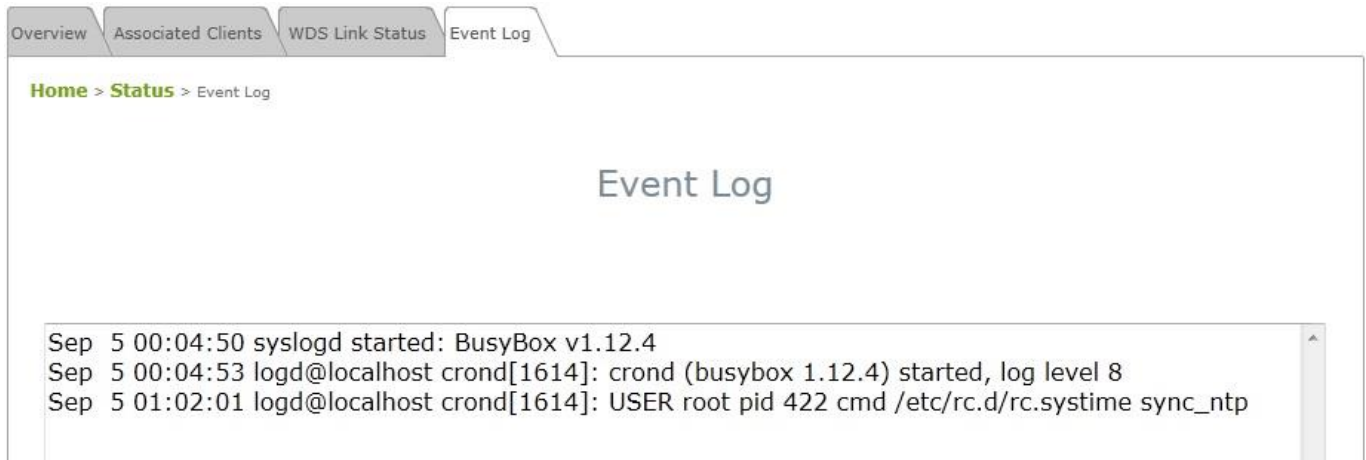 Overview Associated Clients WDS Link Status Event Log
Home > Status > Event Log
Event Log
Sep  5 00:04:50 syslogd started: BusyBox v1.12.4
Sep  5 00:04:53 logd@localhost crond[1614]: crond (busybox 1.12.4) started, log level 8
Sep  5 01:02:01 logd@localhost crond[1614]: USER root pid 422 cmd /etc/rc.d/rc.systime sync_ntp